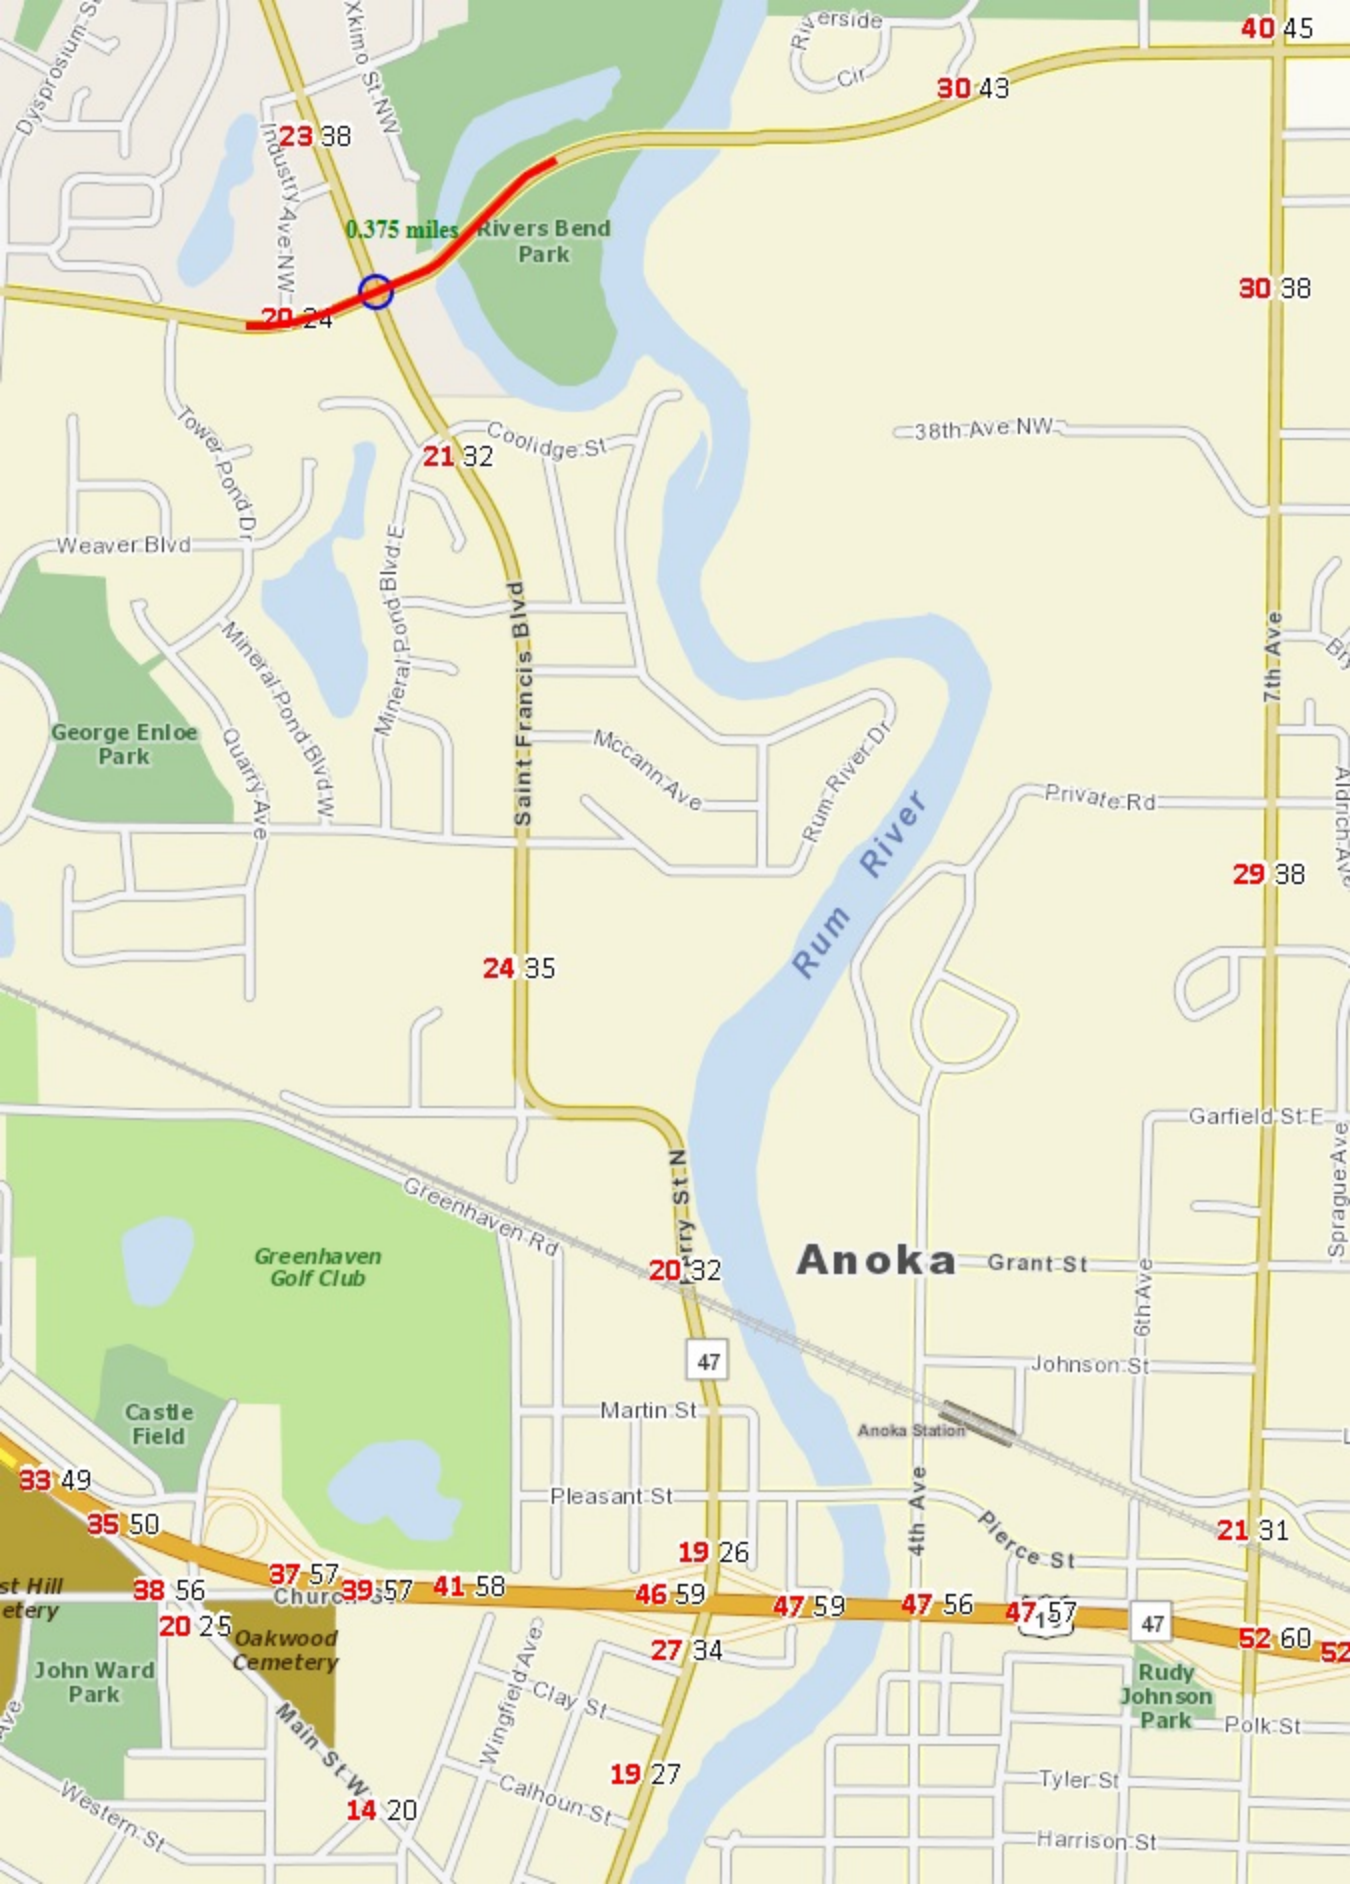 Dysprosium St
Xkimo St NW
Riverside
Cir
40 45
30 43
23 38
Industry Ave NW
0.375 miles
Rivers Bend
Park
30 38
20 24
Tower Pond Dr
Coolidge St
38th Ave NW
21 32
Weaver Blvd
Mineral Pond Blvd E
Saint Francis Blvd
7th Ave
Bry
Mineral Pond Blvd W
George Enloe
Park
Quarry Ave
Mccann Ave
Rum River Dr
Private Rd
Aldrich Ave
Rum River
29 38
24 35
Garfield St E
Sprague Ave
Greenhaven Rd
Greenhaven
Golf Club
20 32
Anoka
Grant St
6th Ave
47
Johnson St
Castle
Field
Martin St
Anoka Station
33 49
Pleasant St
4th Ave
Pierce St
35 50
21 31
19 26
37 57
38 56
39 57
41 58
46 59
47 59
47 56
47 57
Church St
47
st Hill
etery
20 25
Oakwood
Cemetery
27 34
52 60
52
John Ward
Park
Rudy
Johnson
Park
Ave
Main St W
Wingfield Ave
Clay St
Polk St
19 27
Calhoun St
Tyler St
Western St
14 20
Harrison St